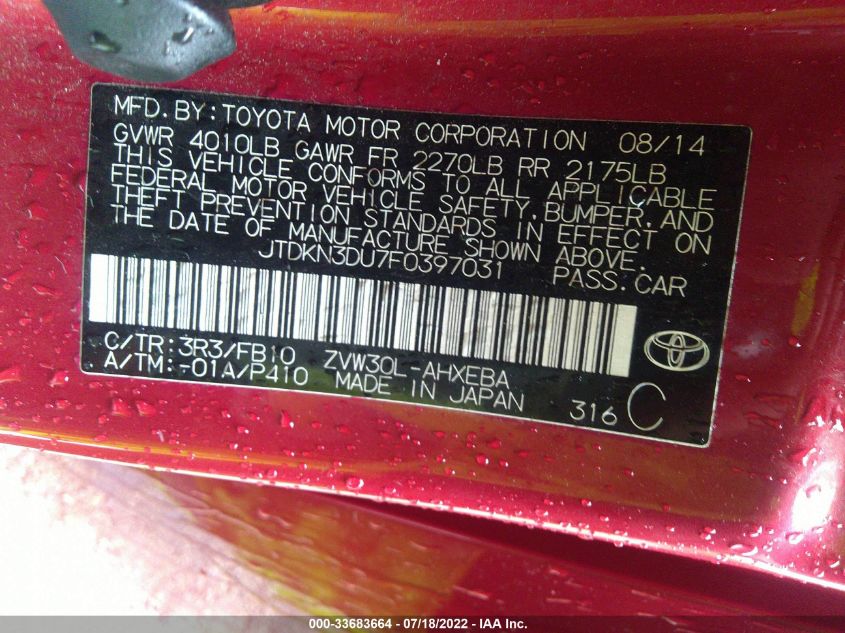 MFD.BY:TOYOTA MOTOR CORPORATION 08/14
GVWR 4010LB GAWR FR 2270LB RR 2175LB
THIS VEHICLE CONFORMS TO ALL APPLICABLE
FEDERAL MOTOR VEHICLE SAFETY,BUMPER,AND
THEFT PREVENTION STANDARDS IN EFFECT ON
THE DATE OF MANUFACTURE SHOWN ABOVE.
JTDKN3DU7F0397031 PASS.CAR
C/TR:3R3/FB10 ZVW30L-AHXEBA
A/TM:-01A/P410 MADE IN JAPAN 316 C
000-33683664 - 07/18/2022 - IAA Inc.